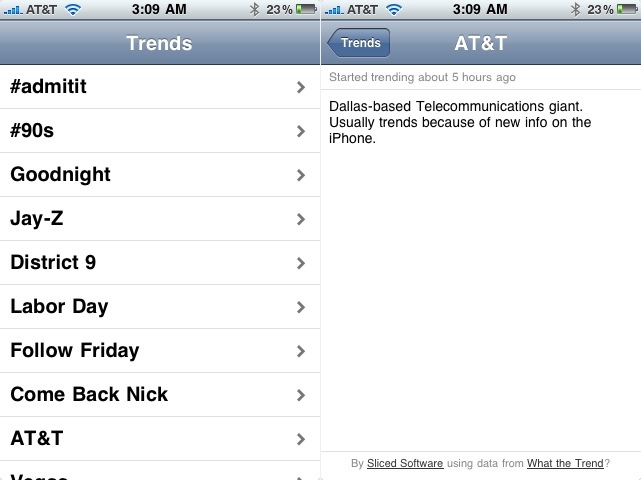 AT&T 3:09 AM 23%
Trends
#admitit
#90s
Goodnight
Jay-Z
District 9
Labor Day
Follow Friday
Come Back Nick
AT&T
Vegas
AT&T 3:09 AM 23%
Trends AT&T
Started trending about 5 hours ago
Dallas-based Telecommunications giant.
Usually trends because of new info on the
iPhone.
By Sliced Software using data from What the Trend?